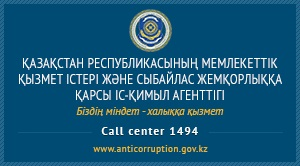 ҚАЗАҚСТАН РЕСПУБЛИКАСЫНЫҢ МЕМЛЕКЕТТІК
ҚЫЗМЕТ ІСТЕРІ ЖӘНЕ СЫБАЙЛАС ЖЕМҚОРЛЫҚҚА
ҚАРСЫ ІС-ҚИМЫЛ АГЕНТТІГІ
Біздің міндет - халыққа қызмет
Call center 1494
www.anticorruption.gov.kz